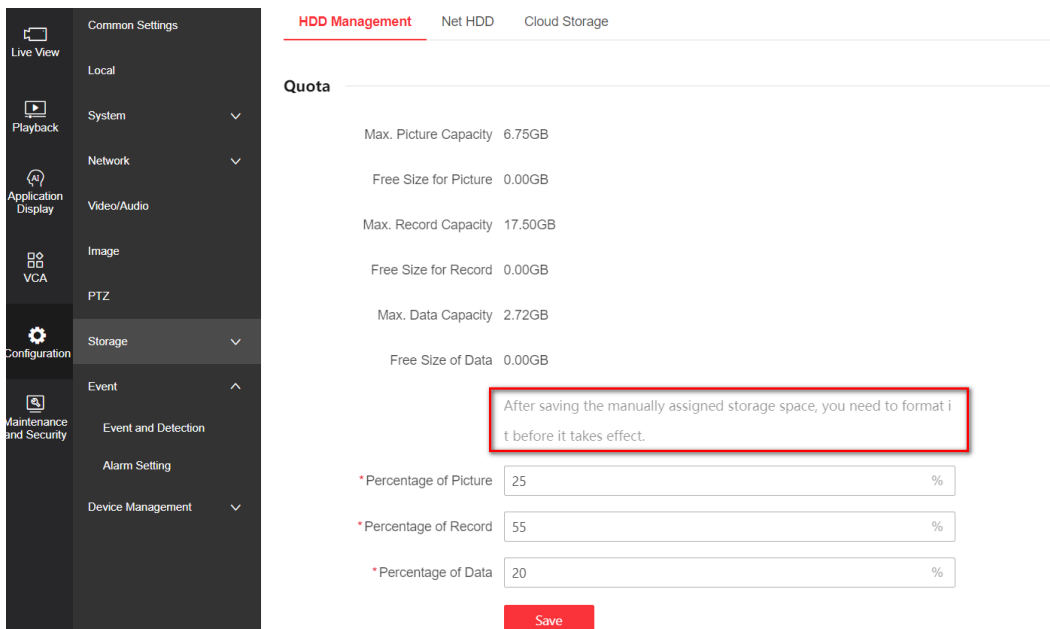 Live View
Playback
Application
Display
VCA
Configuration
Maintenance
and Security
Common Settings
Local
System
Network
Video/Audio
Image
PTZ
Storage
Event
Event and Detection
Alarm Setting
Device Management
HDD Management Net HDD Cloud Storage
Quota
Max. Picture Capacity 6.75GB
Free Size for Picture 0.00GB
Max. Record Capacity 17.50GB
Free Size for Record 0.00GB
Max. Data Capacity 2.72GB
Free Size of Data 0.00GB
After saving the manually assigned storage space, you need to format i
t before it takes effect.
*Percentage of Picture 25 %
*Percentage of Record 55 %
*Percentage of Data 20 %
Save